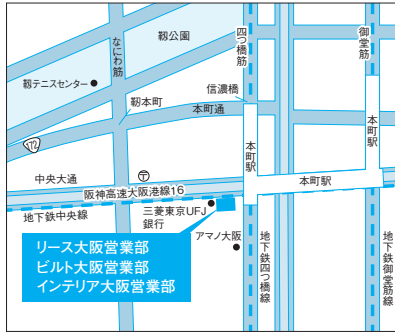 靱公園
なにわ筋
四つ橋筋
御堂筋
靱テニスセンター
靱本町
信濃橋
本町通
172
本町駅
本町駅
中央大通
〒
阪神高速大阪港線16
本町駅
地下鉄中央線
三菱東京UFJ
銀行
アマノ大阪
地下鉄四つ橋線
地下鉄御堂筋線
リース大阪営業部
ビルト大阪営業部
インテリア大阪営業部